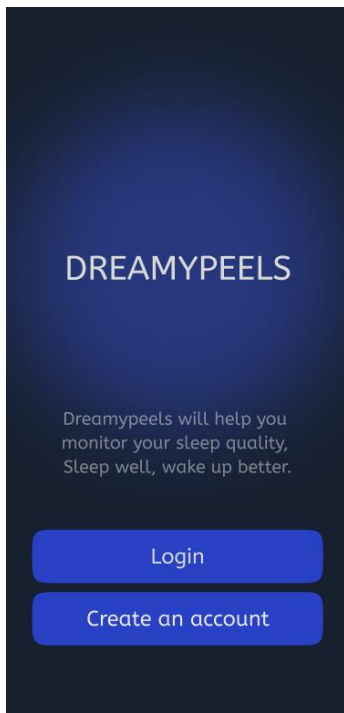 DREAMYPEELS
Dreamypeels will help you
monitor your sleep quality,
Sleep well, wake up better.
Login
Create an account